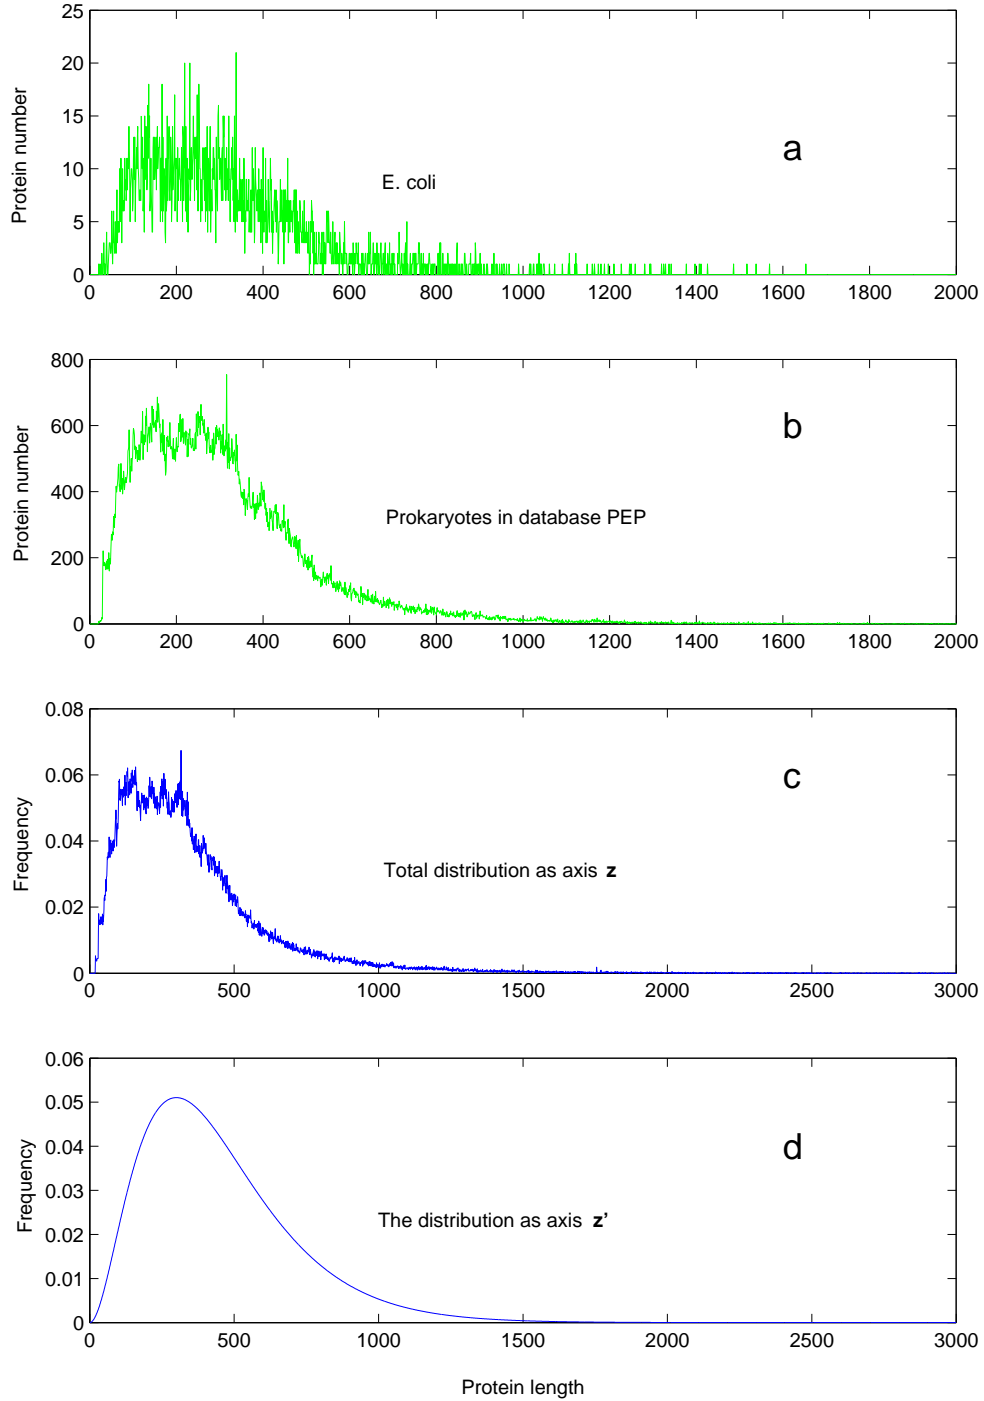 25
20
15
10
5
0
Protein number
a
E. coli
0 200 400 600 800 1000 1200 1400 1600 1800 2000
800
600
400
200
0
Protein number
b
Prokaryotes in database PEP
0 200 400 600 800 1000 1200 1400 1600 1800 2000
0.08
0.06
0.04
0.02
0
Frequency
c
Total distribution as axis z
0 500 1000 1500 2000 2500 3000
0.06
0.05
0.04
0.03
0.02
0.01
0
Frequency
d
The distribution as axis z'
0 500 1000 1500 2000 2500 3000
Protein length